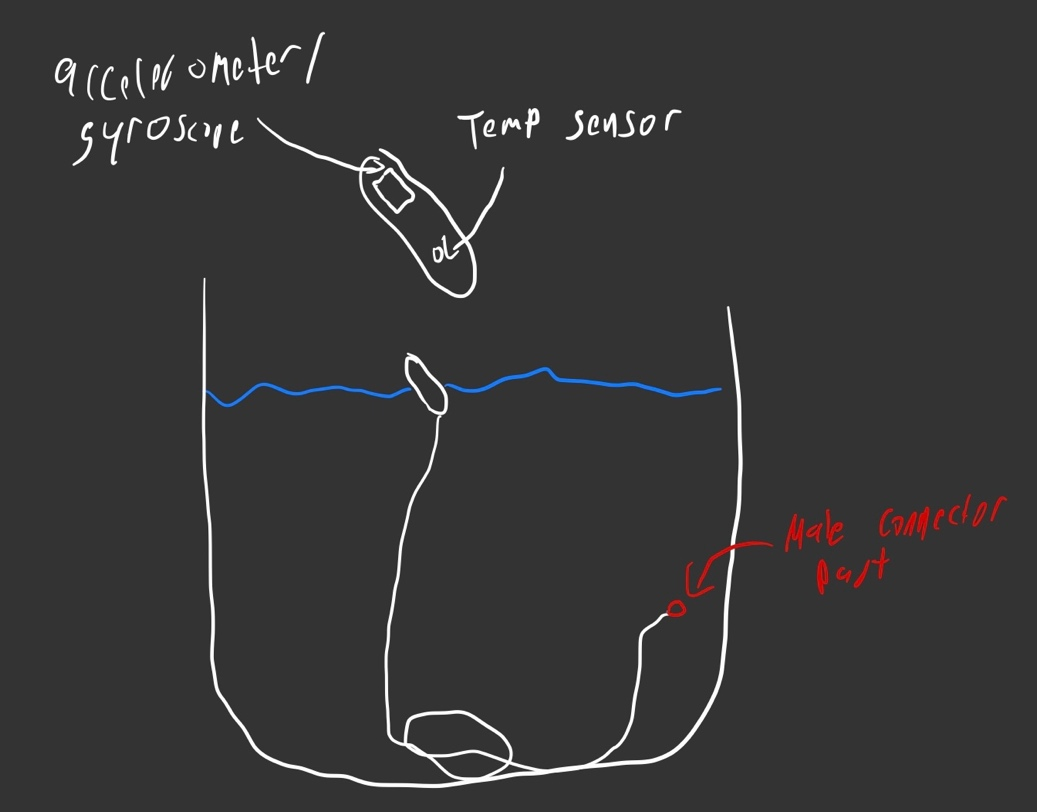 accelerometer/
gyroscope
Temp sensor
Male connector
part